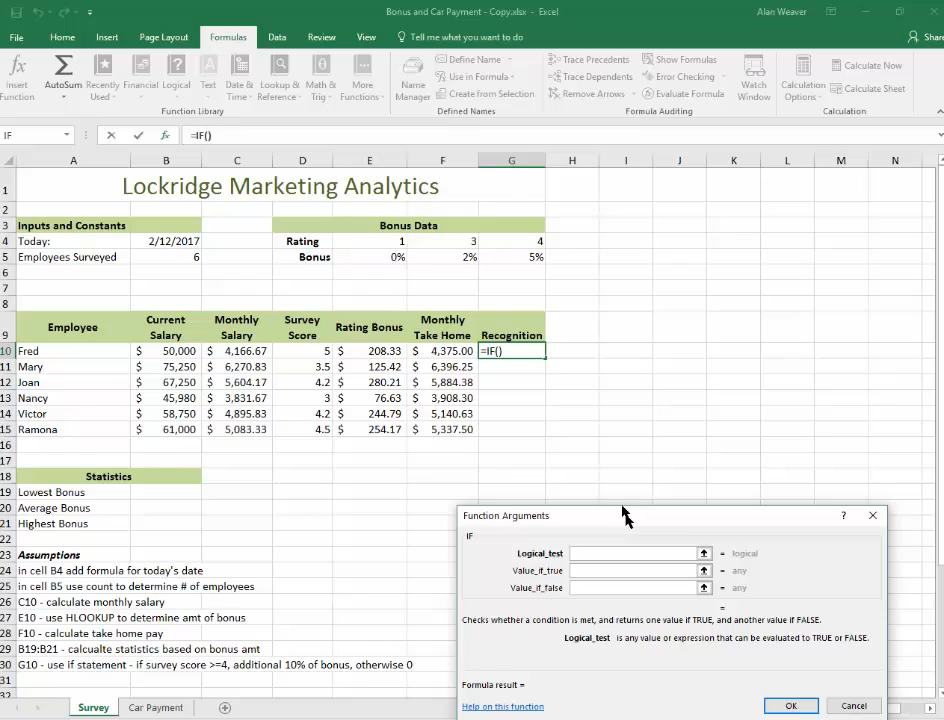 Bonus and Car Payment - Copy.xlsx - Excel
Alan Weaver
File Home Insert Page Layout Formulas Data Review View Tell me what you want to do Share
fx Σ ? A θ
Insert Function
AutoSum
Recently Used
Financial
Logical
Text
Date & Time
Lookup & Reference
Math & Trig
More Functions
Function Library
Name Manager
Define Name
Use in Formula
Create from Selection
Defined Names
Trace Precedents
Trace Dependents
Remove Arrows
Show Formulas
Error Checking
Evaluate Formula
Formula Auditing
Watch Window
Calculation Options
Calculate Now
Calculate Sheet
Calculation
IF fx =IF()
A B C D E F G H I J K L M N
1 Lockridge Marketing Analytics
2
3 Inputs and Constants Bonus Data
4 Today: 2/12/2017 Rating 1 3 4
5 Employees Surveyed 6 Bonus 0% 2% 5%
6
7
8
9 Employee Current Salary Monthly Salary Survey Score Rating Bonus Monthly Take Home Recognition
10 Fred $ 50,000 $ 4,166.67 5 $ 208.33 $ 4,375.00 =IF()
11 Mary $ 75,250 $ 6,270.83 3.5 $ 125.42 $ 6,396.25
12 Joan $ 67,250 $ 5,604.17 4.2 $ 280.21 $ 5,884.38
13 Nancy $ 45,980 $ 3,831.67 3 $ 76.63 $ 3,908.30
14 Victor $ 58,750 $ 4,895.83 4.2 $ 244.79 $ 5,140.63
15 Ramona $ 61,000 $ 5,083.33 4.5 $ 254.17 $ 5,337.50
16
17
18 Statistics
19 Lowest Bonus
20 Average Bonus
21 Highest Bonus
22
23 Assumptions
24 in cell B4 add formula for today's date
25 in cell B5 use count to determine # of employees
26 C10 - calculate monthly salary
27 E10 - use HLOOKUP to determine amt of bonus
28 F10 - calculate take home pay
29 B19:B21 - calcualte statistics based on bonus amt
30 G10 - use if statement - if survey score >=4, additional 10% of bonus, otherwise 0
31
32
Function Arguments ?
IF
Logical_test = logical
Value_if_true = any
Value_if_false = any
=
Checks whether a condition is met, and returns one value if TRUE, and another value if FALSE.
Logical_test is any value or expression that can be evaluated to TRUE or FALSE.
Formula result =
Help on this function
OK Cancel
Survey Car Payment